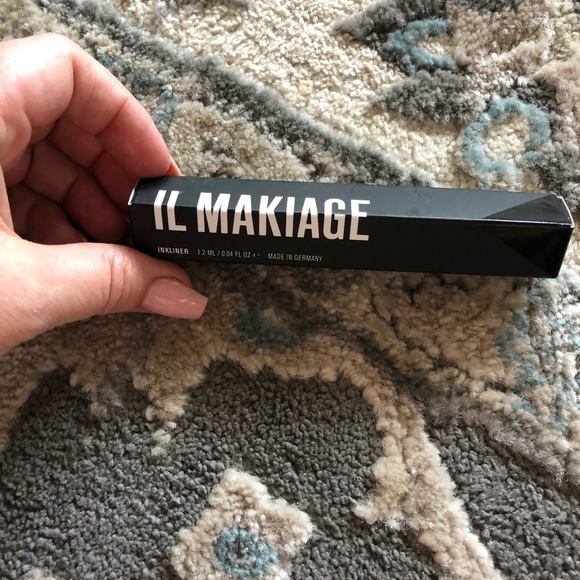 IL MAKIAGE
INKLINER 1.2 ML / 0.04 FL OZ e MADE IN GERMANY